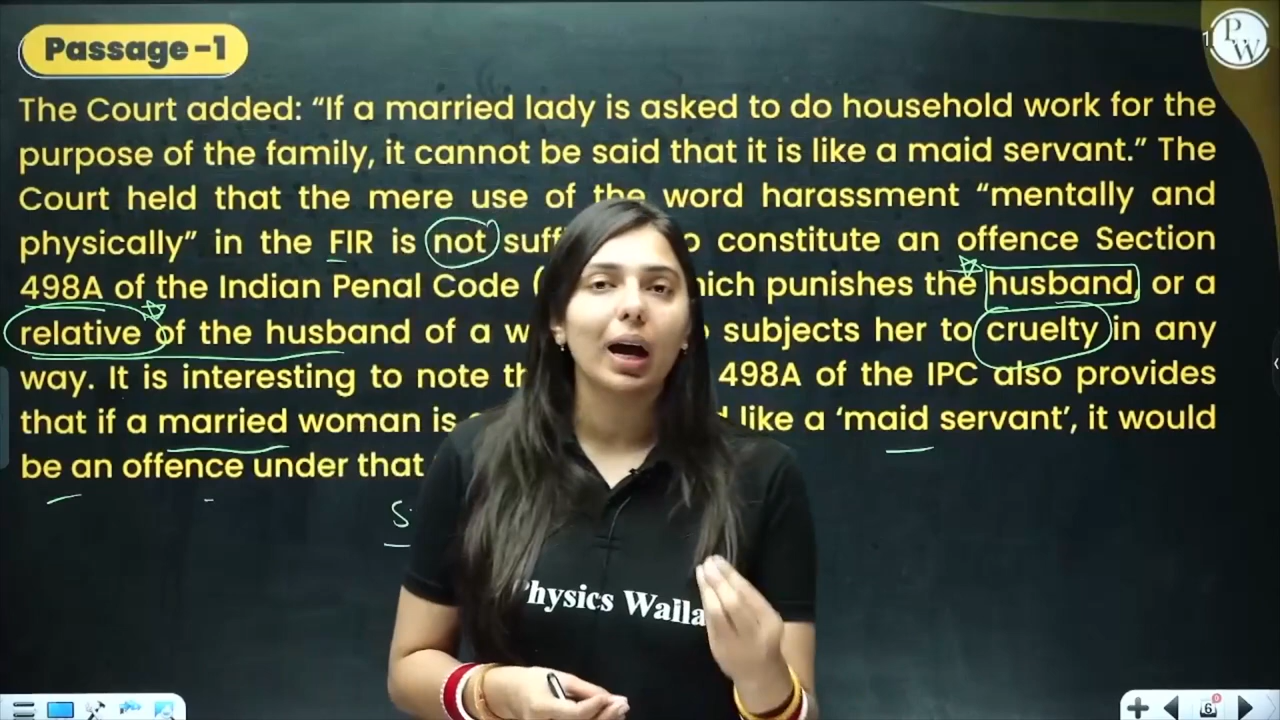 Passage -1
PW
The Court added: “If a married lady is asked to do household work for the
purpose of the family, it cannot be said that it is like a maid servant.” The
Court held that the mere use of the word harassment “mentally and
physically” in the FIR is not constitute an offence Section
498A of the Indian Penal Code ( punishes the husband, or a
relative of the husband of a subjects her to cruelty in any
way. It is interesting to note 498A of the IPC also provides
that if a married woman is like a ‘maid servant’, it would
be an offence under that
S
Physics Walla
6